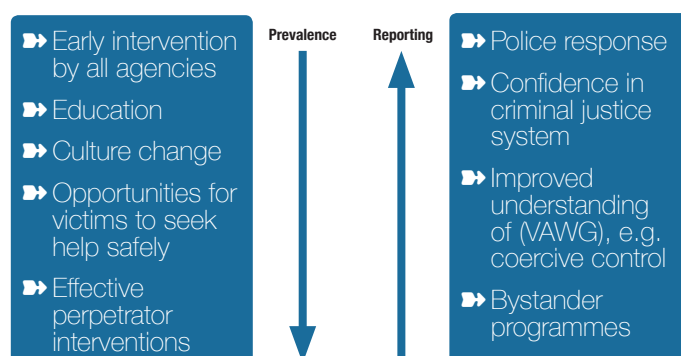 Early intervention
by all agencies
Education
Culture change
Opportunities for
victims to seek
help safely
Effective
perpetrator
interventions
Prevalence
Reporting
Police response
Confidence in
criminal justice
system
Improved
understanding
of (VAWG), e.g.
coercive control
Bystander
programmes